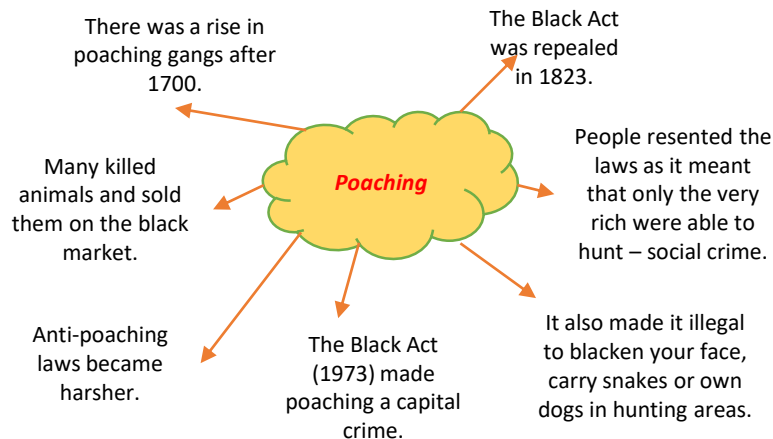 There was a rise in
poaching gangs after
1700.
The Black Act
was repealed
in 1823.
Many killed
animals and sold
them on the black
market.
Poaching
People resented the
laws as it meant
that only the very
rich were able to
hunt – social crime.
Anti-poaching
laws became
harsher.
The Black Act
(1973) made
poaching a capital
crime.
It also made it illegal
to blacken your face,
carry snakes or own
dogs in hunting areas.